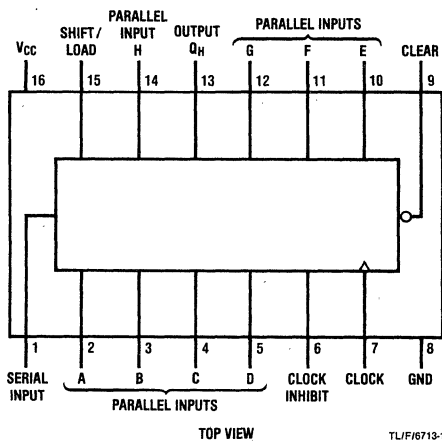 PARALLEL
SHIFT/ INPUT OUTPUT PARALLEL INPUTS
VCC LOAD H QH G F E CLEAR
16 15 14 13 12 11 10 9
1 2 3 4 5 6 7 8
SERIAL A B C D CLOCK CLOCK GND
INPUT INHIBIT
PARALLEL INPUTS
TOP VIEW